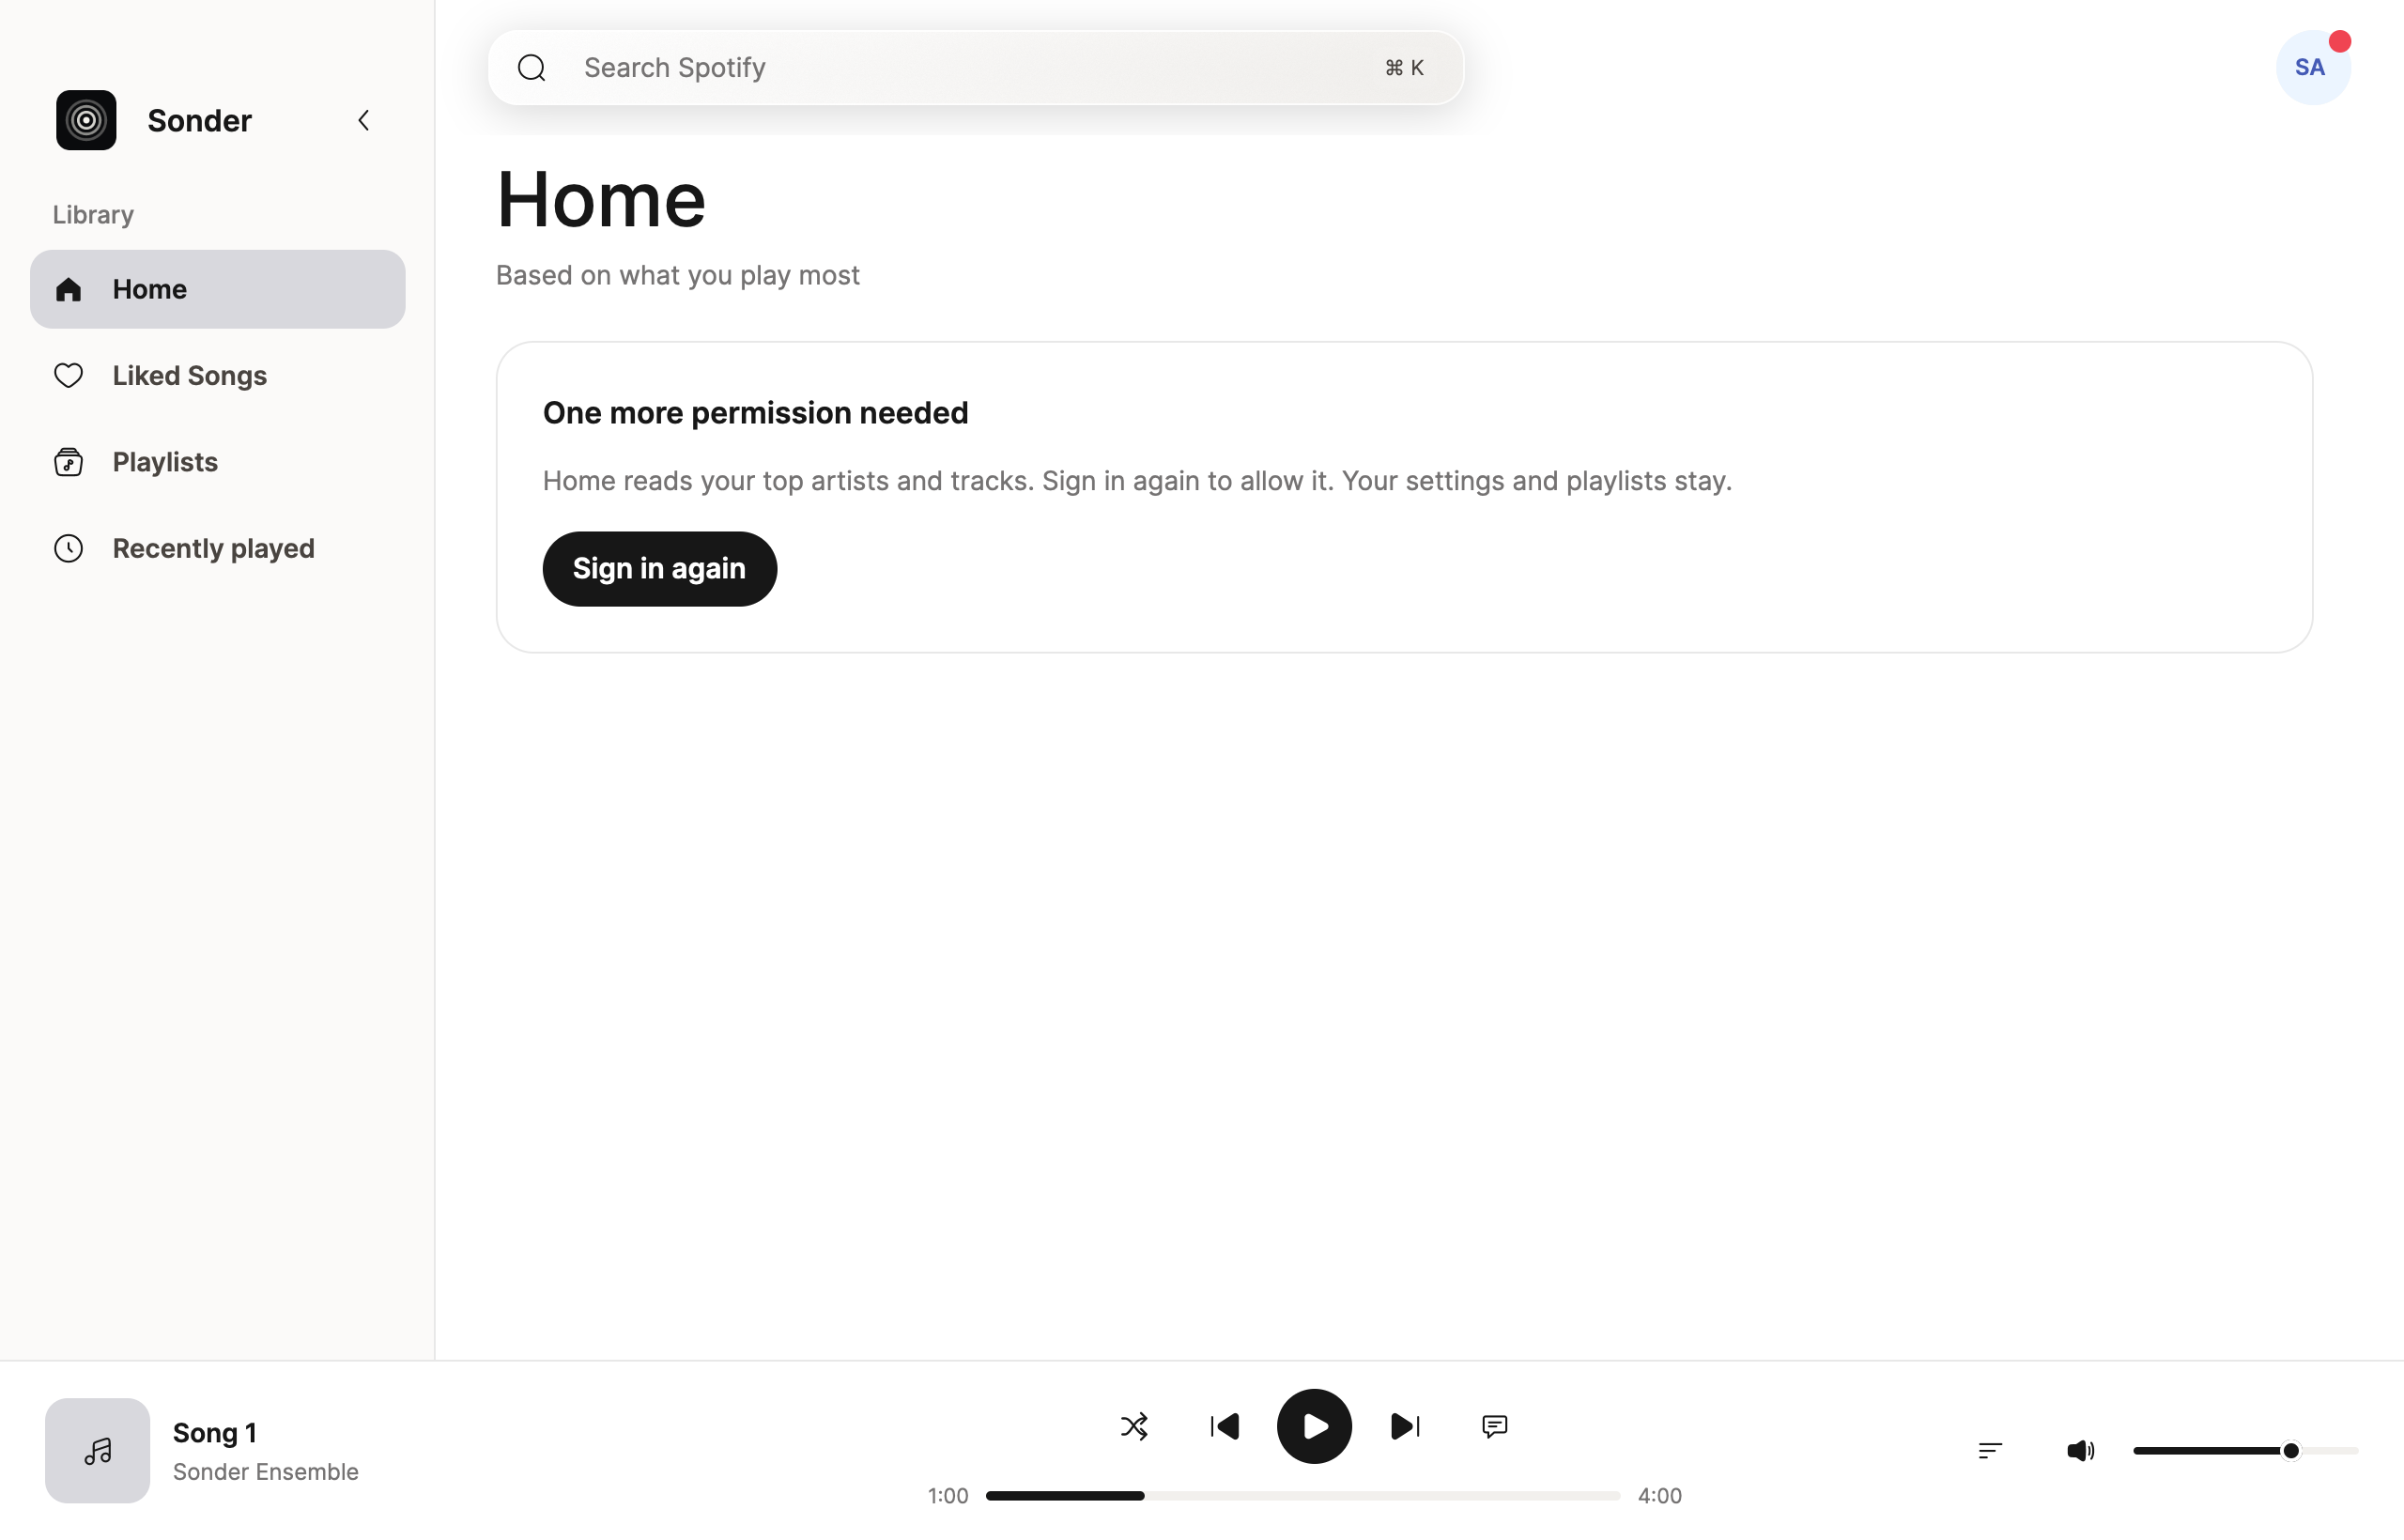 Sonder
Library
Home
Liked Songs
Playlists
Recently played
Search Spotify
⌘ K
SA
Home
Based on what you play most
One more permission needed
Home reads your top artists and tracks. Sign in again to allow it. Your settings and playlists stay.
Sign in again
Song 1
Sonder Ensemble
1:00
4:00